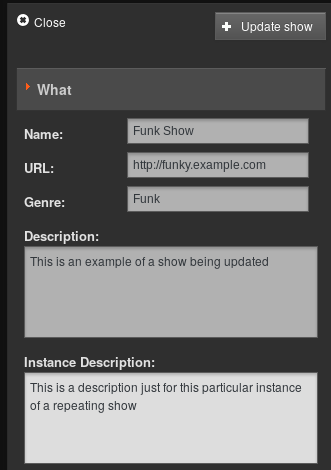 Close
Update show
What
Name:
Funk Show
URL:
http://funky.example.com
Genre:
Funk
Description:
This is an example of a show being updated
Instance Description:
This is a description just for this particular instance
of a repeating show